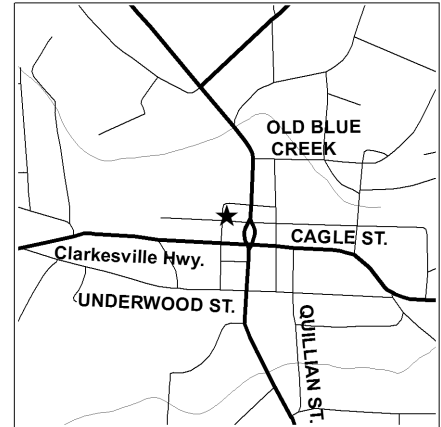 OLD BLUE
CREEK
CAGLE ST.
Clarkesville Hwy.
UNDERWOOD ST.
QUILLIAN ST.